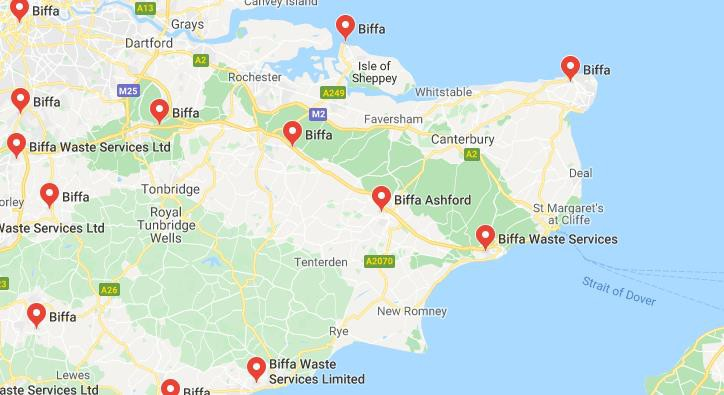 Canvey Island
A13
Biffa
Grays
Biffa
Dartford
A2
Isle of
Sheppey
Biffa
Rochester
M25
A249
Whitstable
Biffa
Biffa
M2
Faversham
Biffa
Canterbury
Biffa Waste Services Ltd
A2
Deal
Tonbridge
Biffa
orley
Biffa Ashford
Royal
Tunbridge
Wells
St Margaret's
at Cliffe
Waste Services Ltd
Biffa Waste Services
Tenterden
A2070
23
A26
Strait of Dover
New Romney
Biffa
Rye
Biffa Waste
Services Limited
Lewes
aste Services Ltd
Biffa